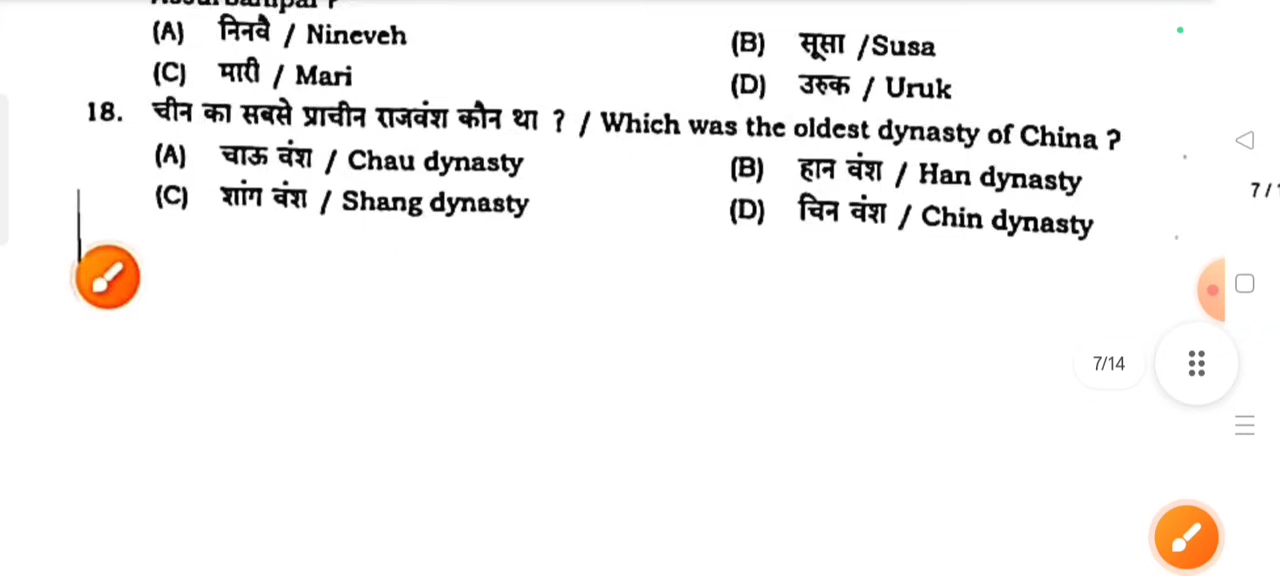 (A) निनवै / Nineveh
(B) सूसा /Susa
(C) मारी / Mari
(D) उरुक / Uruk
18. चीन का सबसे प्राचीन राजवंश कौन था ? / Which was the oldest dynasty of China ?
(A) चाऊ वंश / Chau dynasty
(B) हान वंश / Han dynasty
(C) शांग वंश / Shang dynasty
(D) चिन वंश / Chin dynasty
7/14